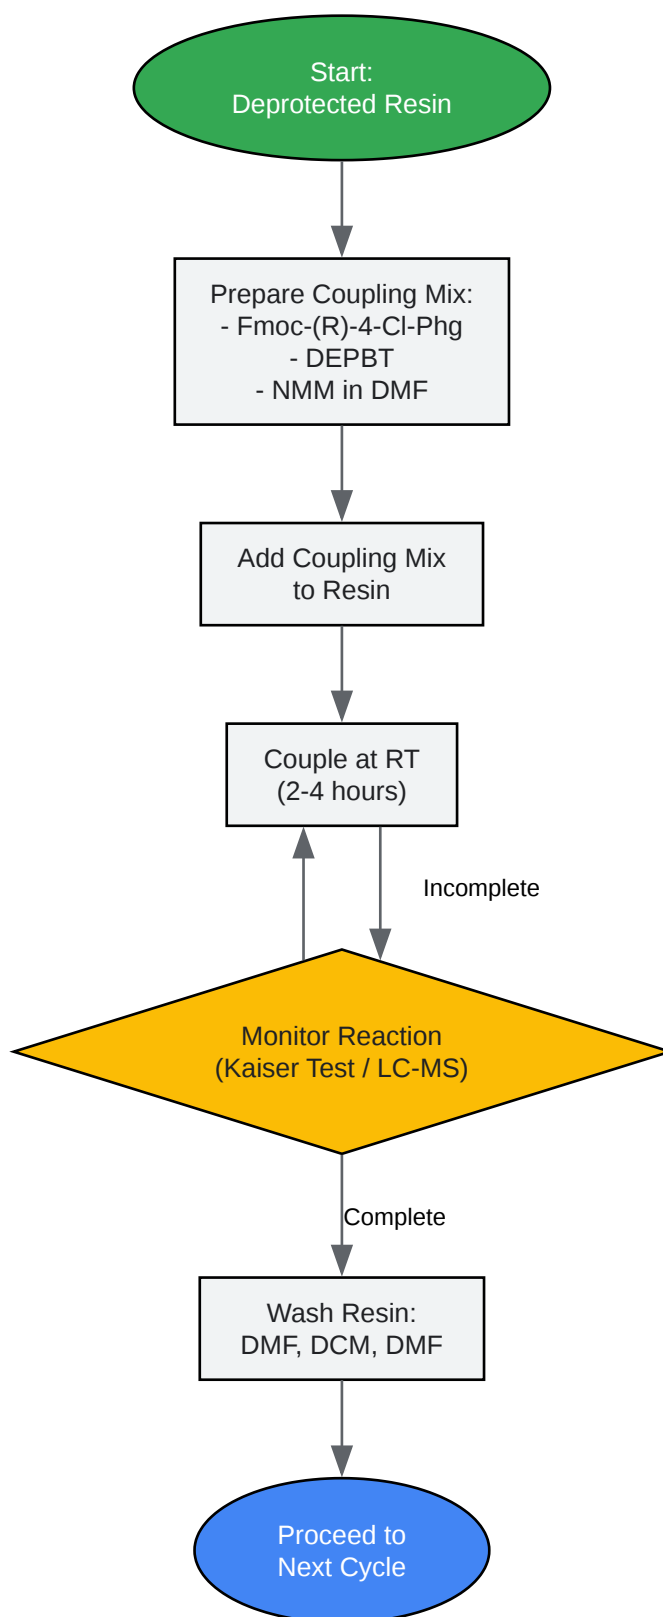 Start:
Deprotected Resin
Prepare Coupling Mix:
- Fmoc-(R)-4-Cl-Phg
- DEPBT
- NMM in DMF
Add Coupling Mix
to Resin
Couple at RT
(2-4 hours)
Incomplete
Monitor Reaction
(Kaiser Test / LC-MS)
Complete
Wash Resin:
DMF, DCM, DMF
Proceed to
Next Cycle